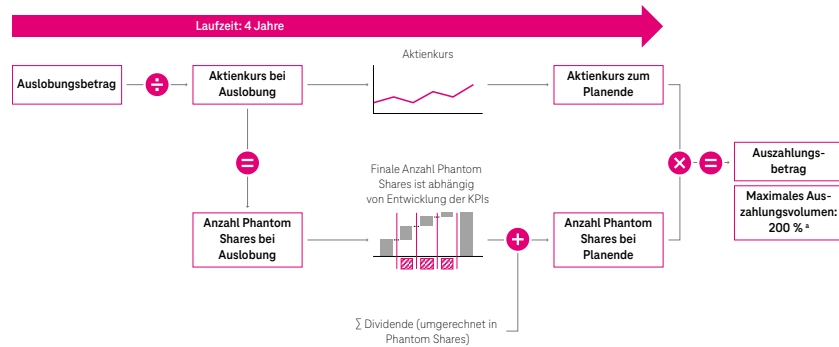 Laufzeit: 4 Jahre
Aktienkurs
Auslobungsbetrag
÷
Aktienkurs bei
Auslobung
Aktienkurs zum
Planende
=
×
=
Auszahlungs-
betrag
Maximales Aus-
zahlungsvolumen:
200 % ª
Finale Anzahl Phantom
Shares ist abhängig
von Entwicklung der KPIs
Anzahl Phantom
Shares bei
Auslobung
+
Anzahl Phantom
Shares bei
Planende
∑ Dividende (umgerechnet in
Phantom Shares)